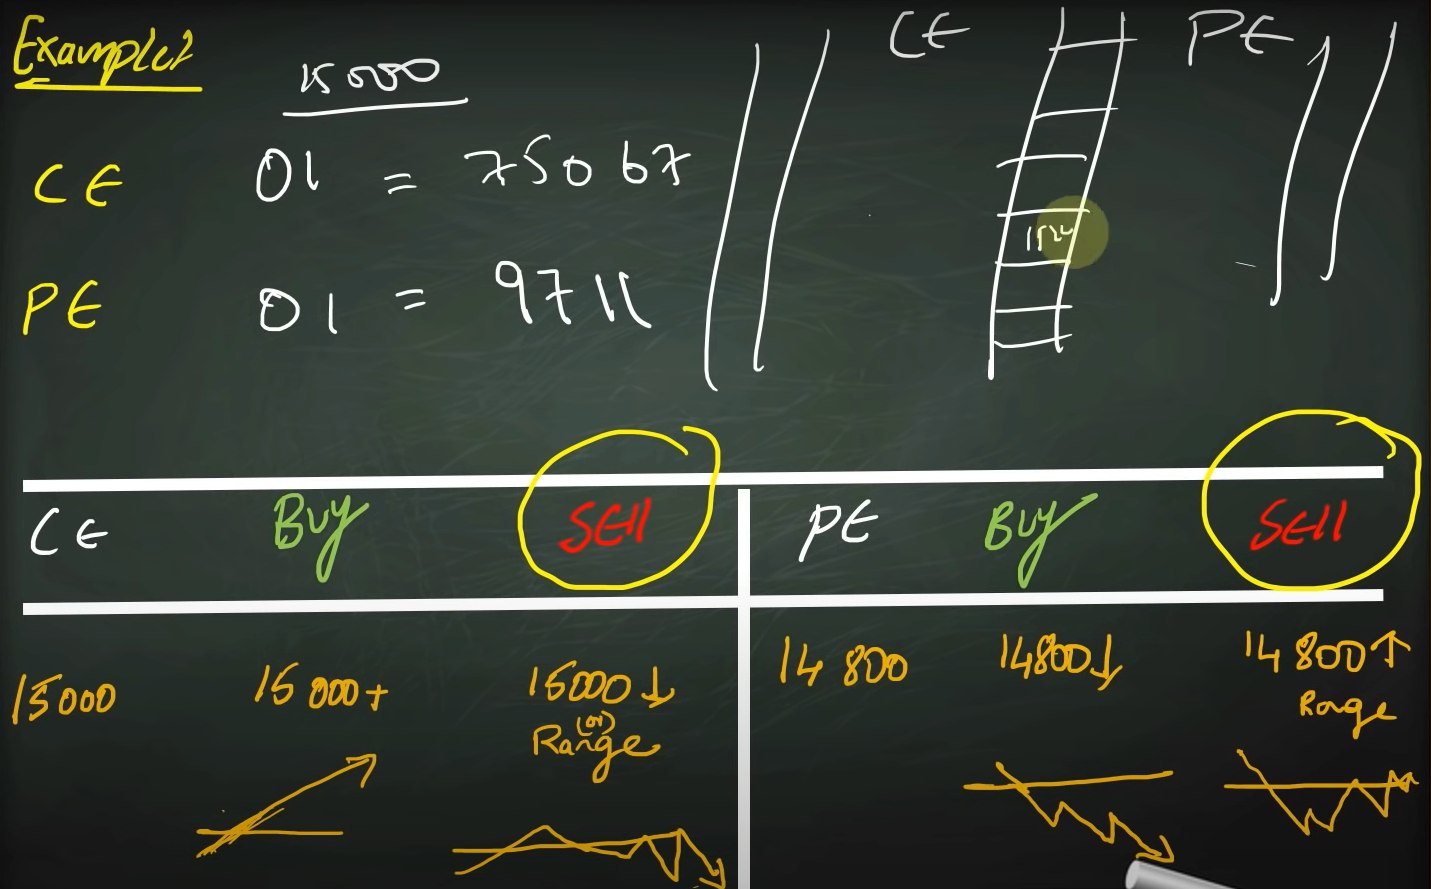 Example:
15000
CE PE
CE OI = 75067
PE OI = 9711
CE Buy SEll PE Buy SEll
15000 15000+ 15000↓ 14800 14800↓ 14800↑
(or)
Range Range